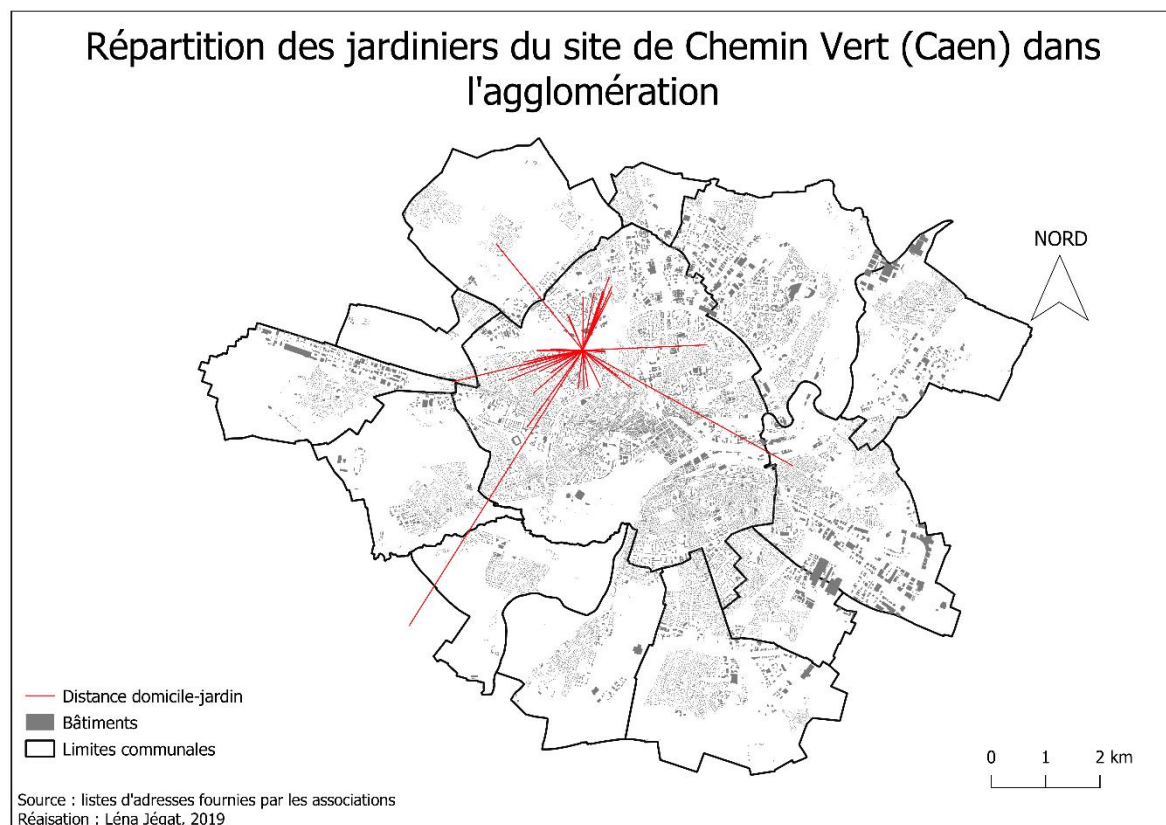 Répartition des jardiniers du site de Chemin Vert (Caen) dans
l'agglomération
NORD
Distance domicile-jardin
Bâtiments
Limites communales
0 1 2 km
Source : listes d'adresses fournies par les associations
Réaisation : Léna Jégat, 2019